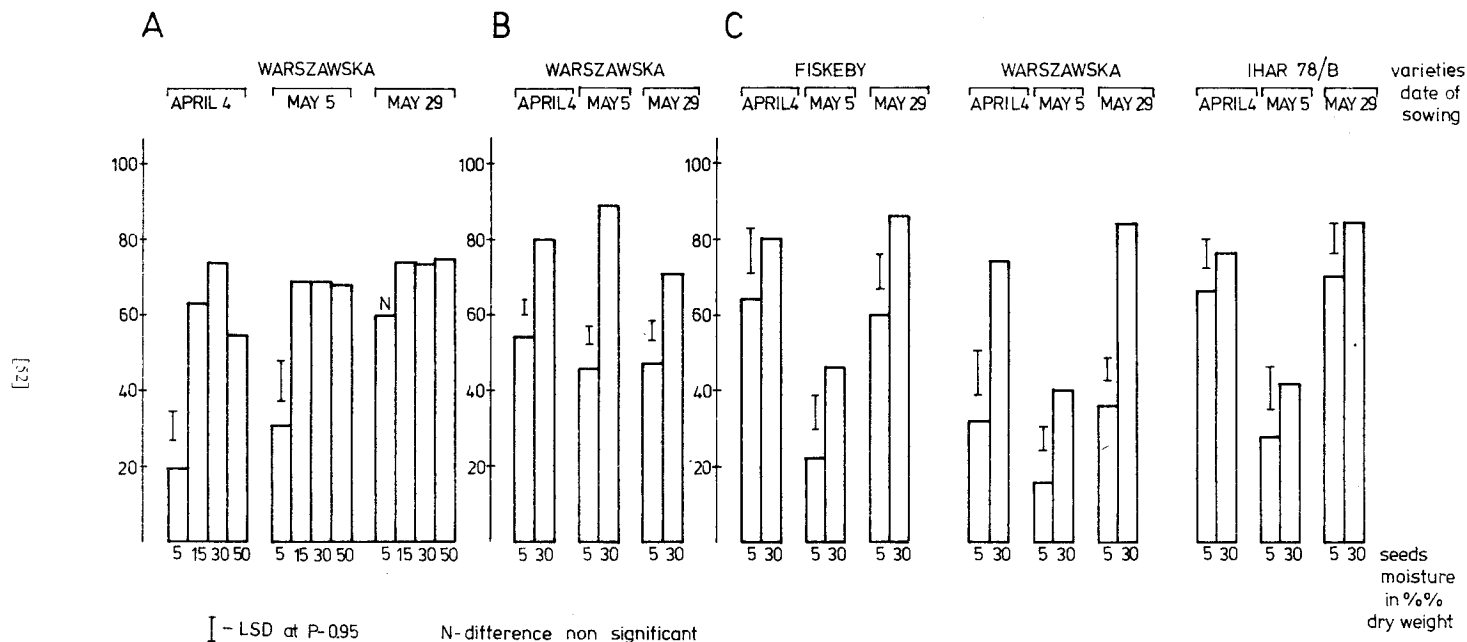 A B C
WARSZAWSKA WARSZAWSKA FISKEBY WARSZAWSKA IHAR 78/B varieties
APRIL 4 MAY 5 MAY 29 APRIL 4 MAY 5 MAY 29 APRIL 4 MAY 5 MAY 29 APRIL 4 MAY 5 MAY 29 APRIL 4 MAY 5 MAY 29 date of
sowing
100 100 100
80 80 80
60 N 60 60
40 40 40
20 20 20
[52]
5 15 30 50 5 15 30 50 5 15 30 50 5 30 5 30 5 30 5 30 5 30 5 30 5 30 5 30 5 30 5 30 5 30 5 30 seeds
moisture
in %%
dry weight
I - LSD at P-0.95 N-difference non significant